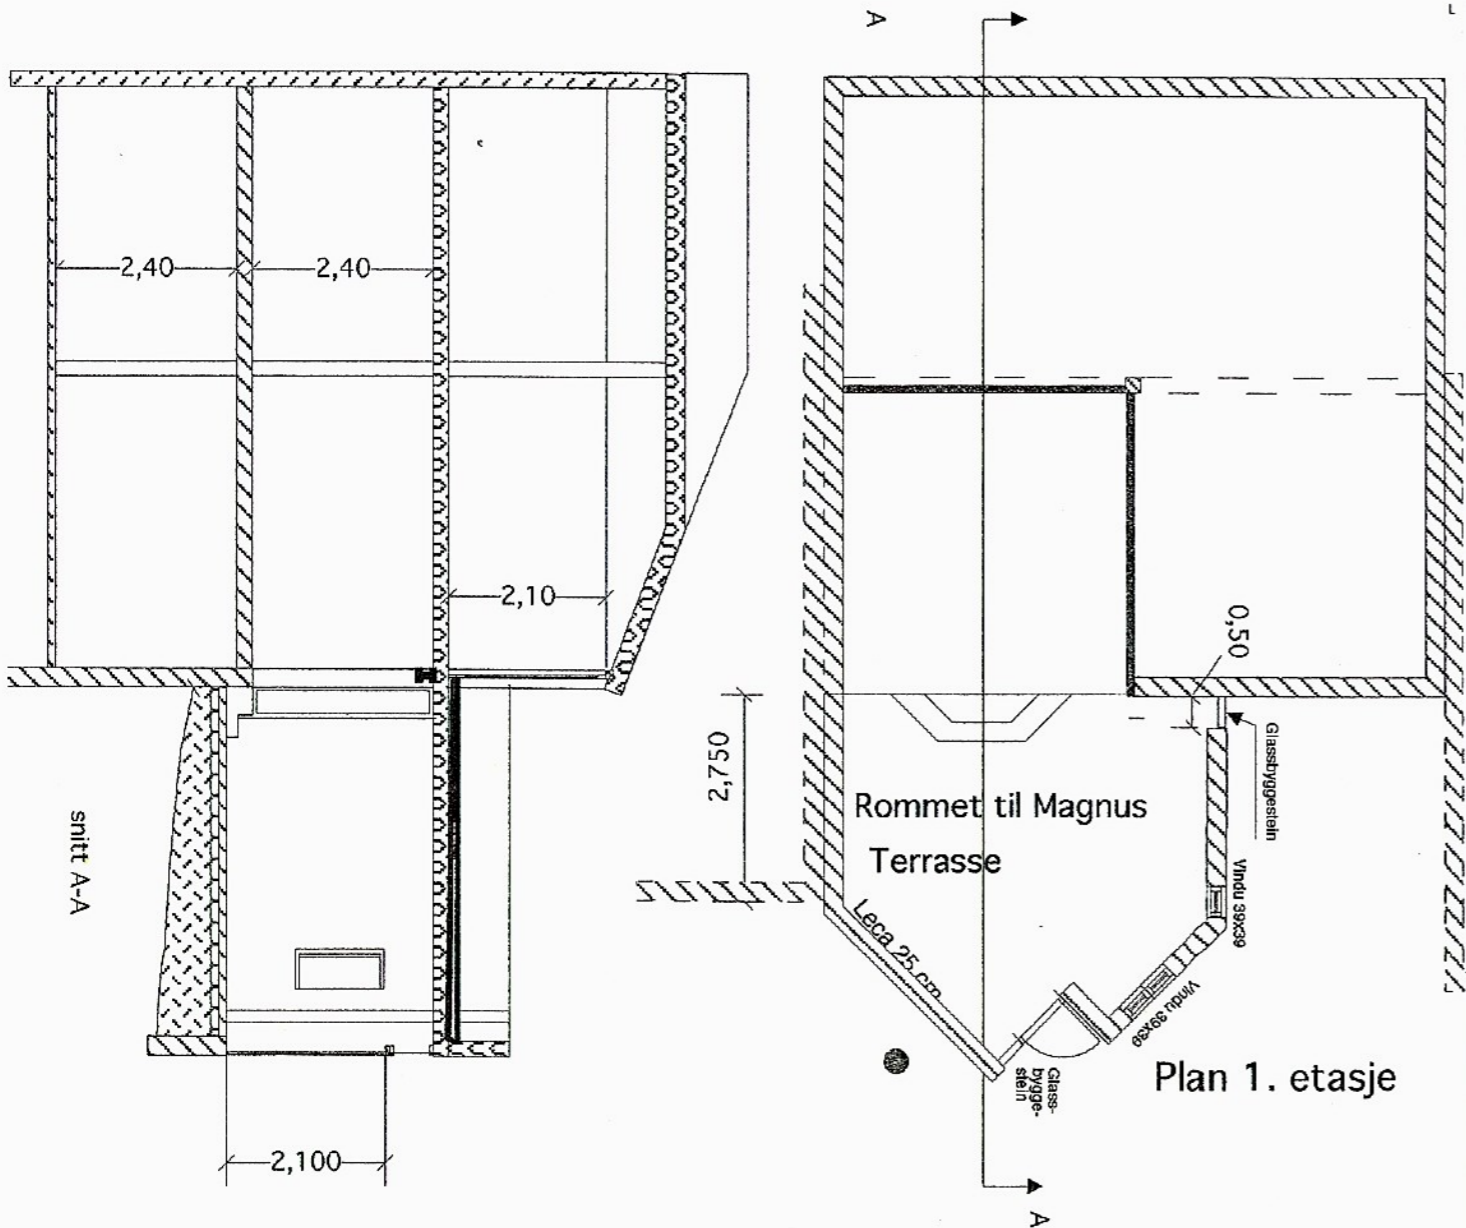 A
L
2,40
2,40
2,10
0,50
Glassbyggestein
2,750
Rommet til Magnus
Terrasse
Vindu 39x39
Leca 25 cm
Vindu 39x39
snitt A-A
Glass-
bygge-
stein
Plan 1. etasje
2,100
A